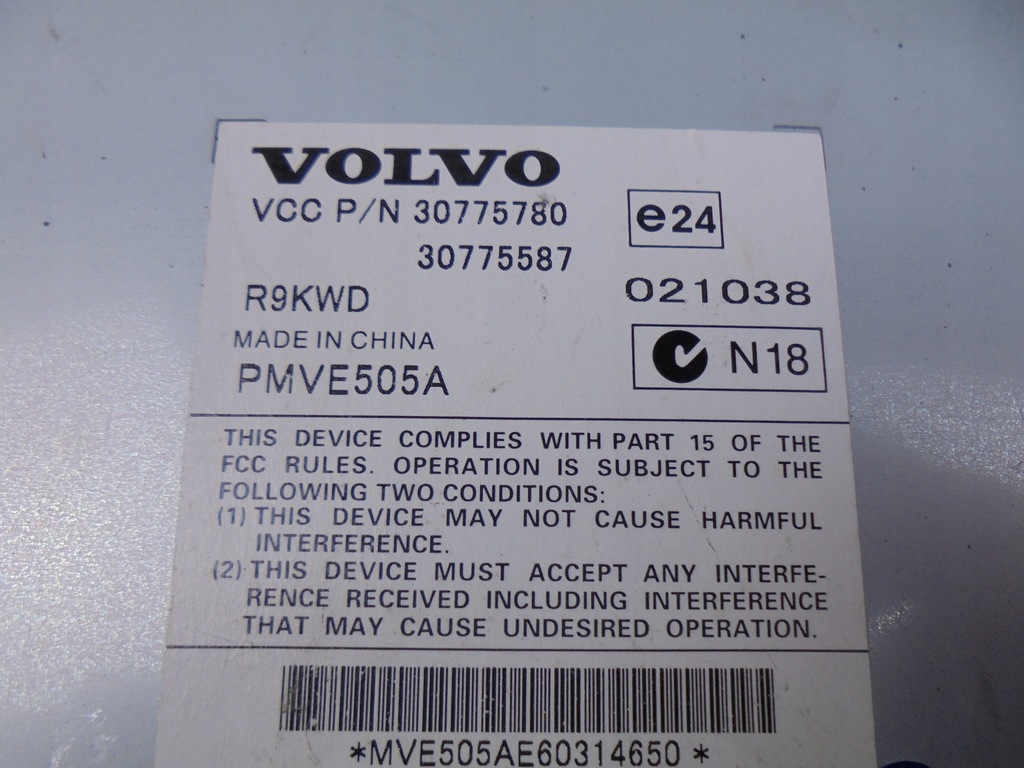 VOLVO
VCC P/N 30775780
e24
30775587
R9KWD
021038
MADE IN CHINA
N18
PMVE505A
THIS DEVICE COMPLIES WITH PART 15 OF THE
FCC RULES. OPERATION IS SUBJECT TO THE
FOLLOWING TWO CONDITIONS:
(1) THIS DEVICE MAY NOT CAUSE HARMFUL
INTERFERENCE.
(2) THIS DEVICE MUST ACCEPT ANY INTERFE-
RENCE RECEIVED INCLUDING INTERFERENCE
THAT MAY CAUSE UNDESIRED OPERATION.
*MVE505AE60314650 *